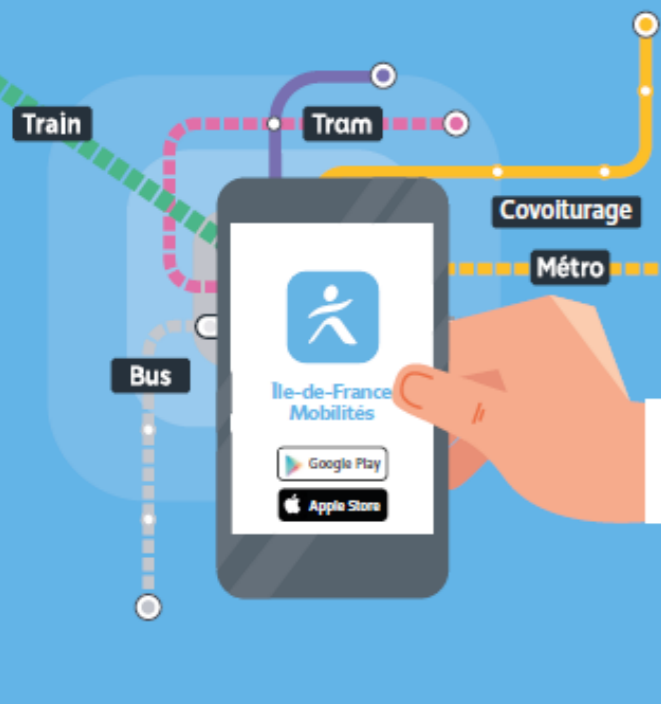 Train
Tram
Covoiturage
Métro
Bus
Île-de-France
Mobilités
Google Play
Apple Store